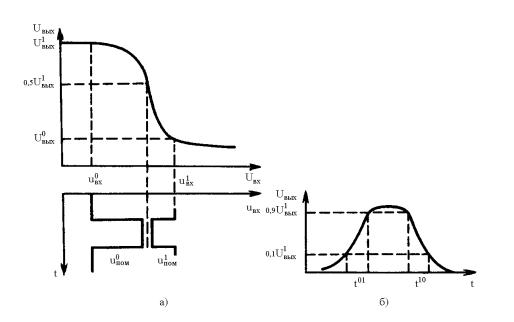 Uвых
U¹вых
0,5U¹вых
U⁰вых
u⁰вх
u¹вх
Uвх
uвх
u⁰пом
u¹пом
t
а)
Uвых
0,9U¹вых
0,1U¹вых
t⁰¹
t¹⁰
t
б)